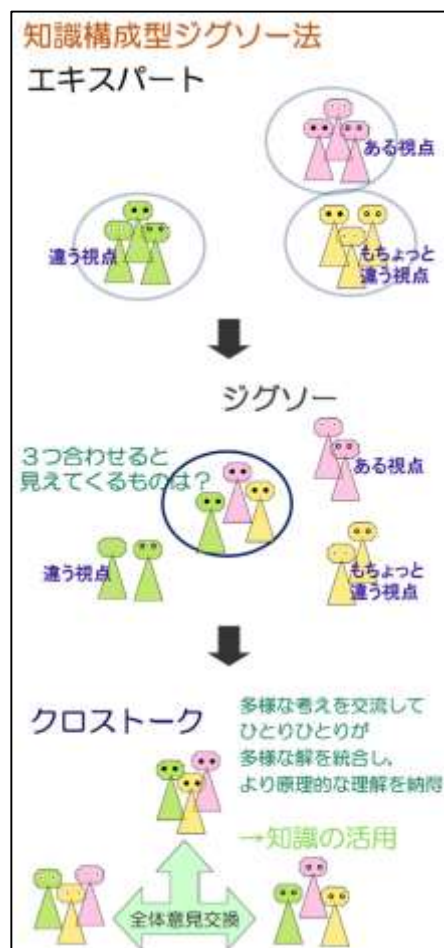 知識構成型ジグソー法
エキスパート
ある視点
違う視点
もちょっと
違う視点
ジグソー
3つ合わせると
見えてくるものは?
ある視点
違う視点
もちょっと
違う視点
クロストーク
多様な考えを交流して
ひとりひとりが
多様な解を統合し、
より原理的な理解を納得
→知識の活用
全体意見交換